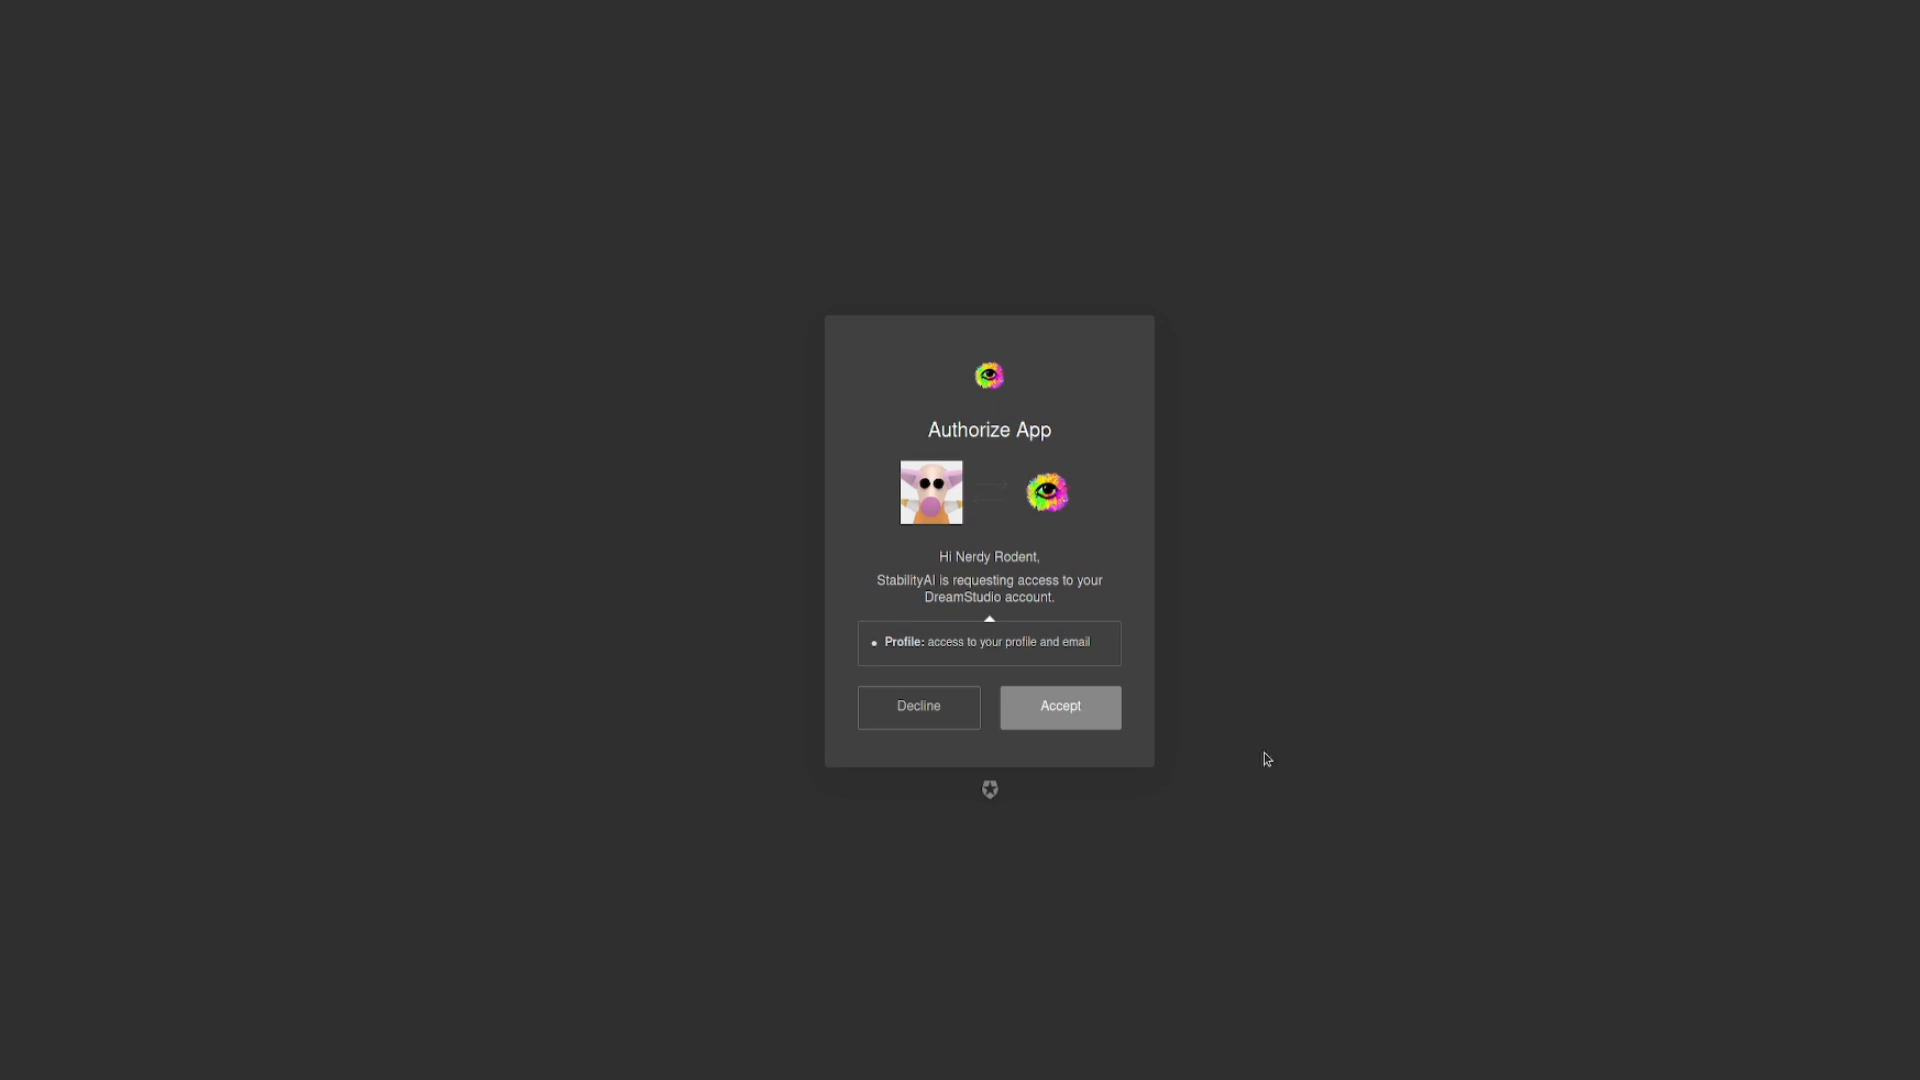 Authorize App
Hi Nerdy Rodent,
StabilityAI is requesting access to your
DreamStudio account.
Profile: access to your profile and email
Decline
Accept